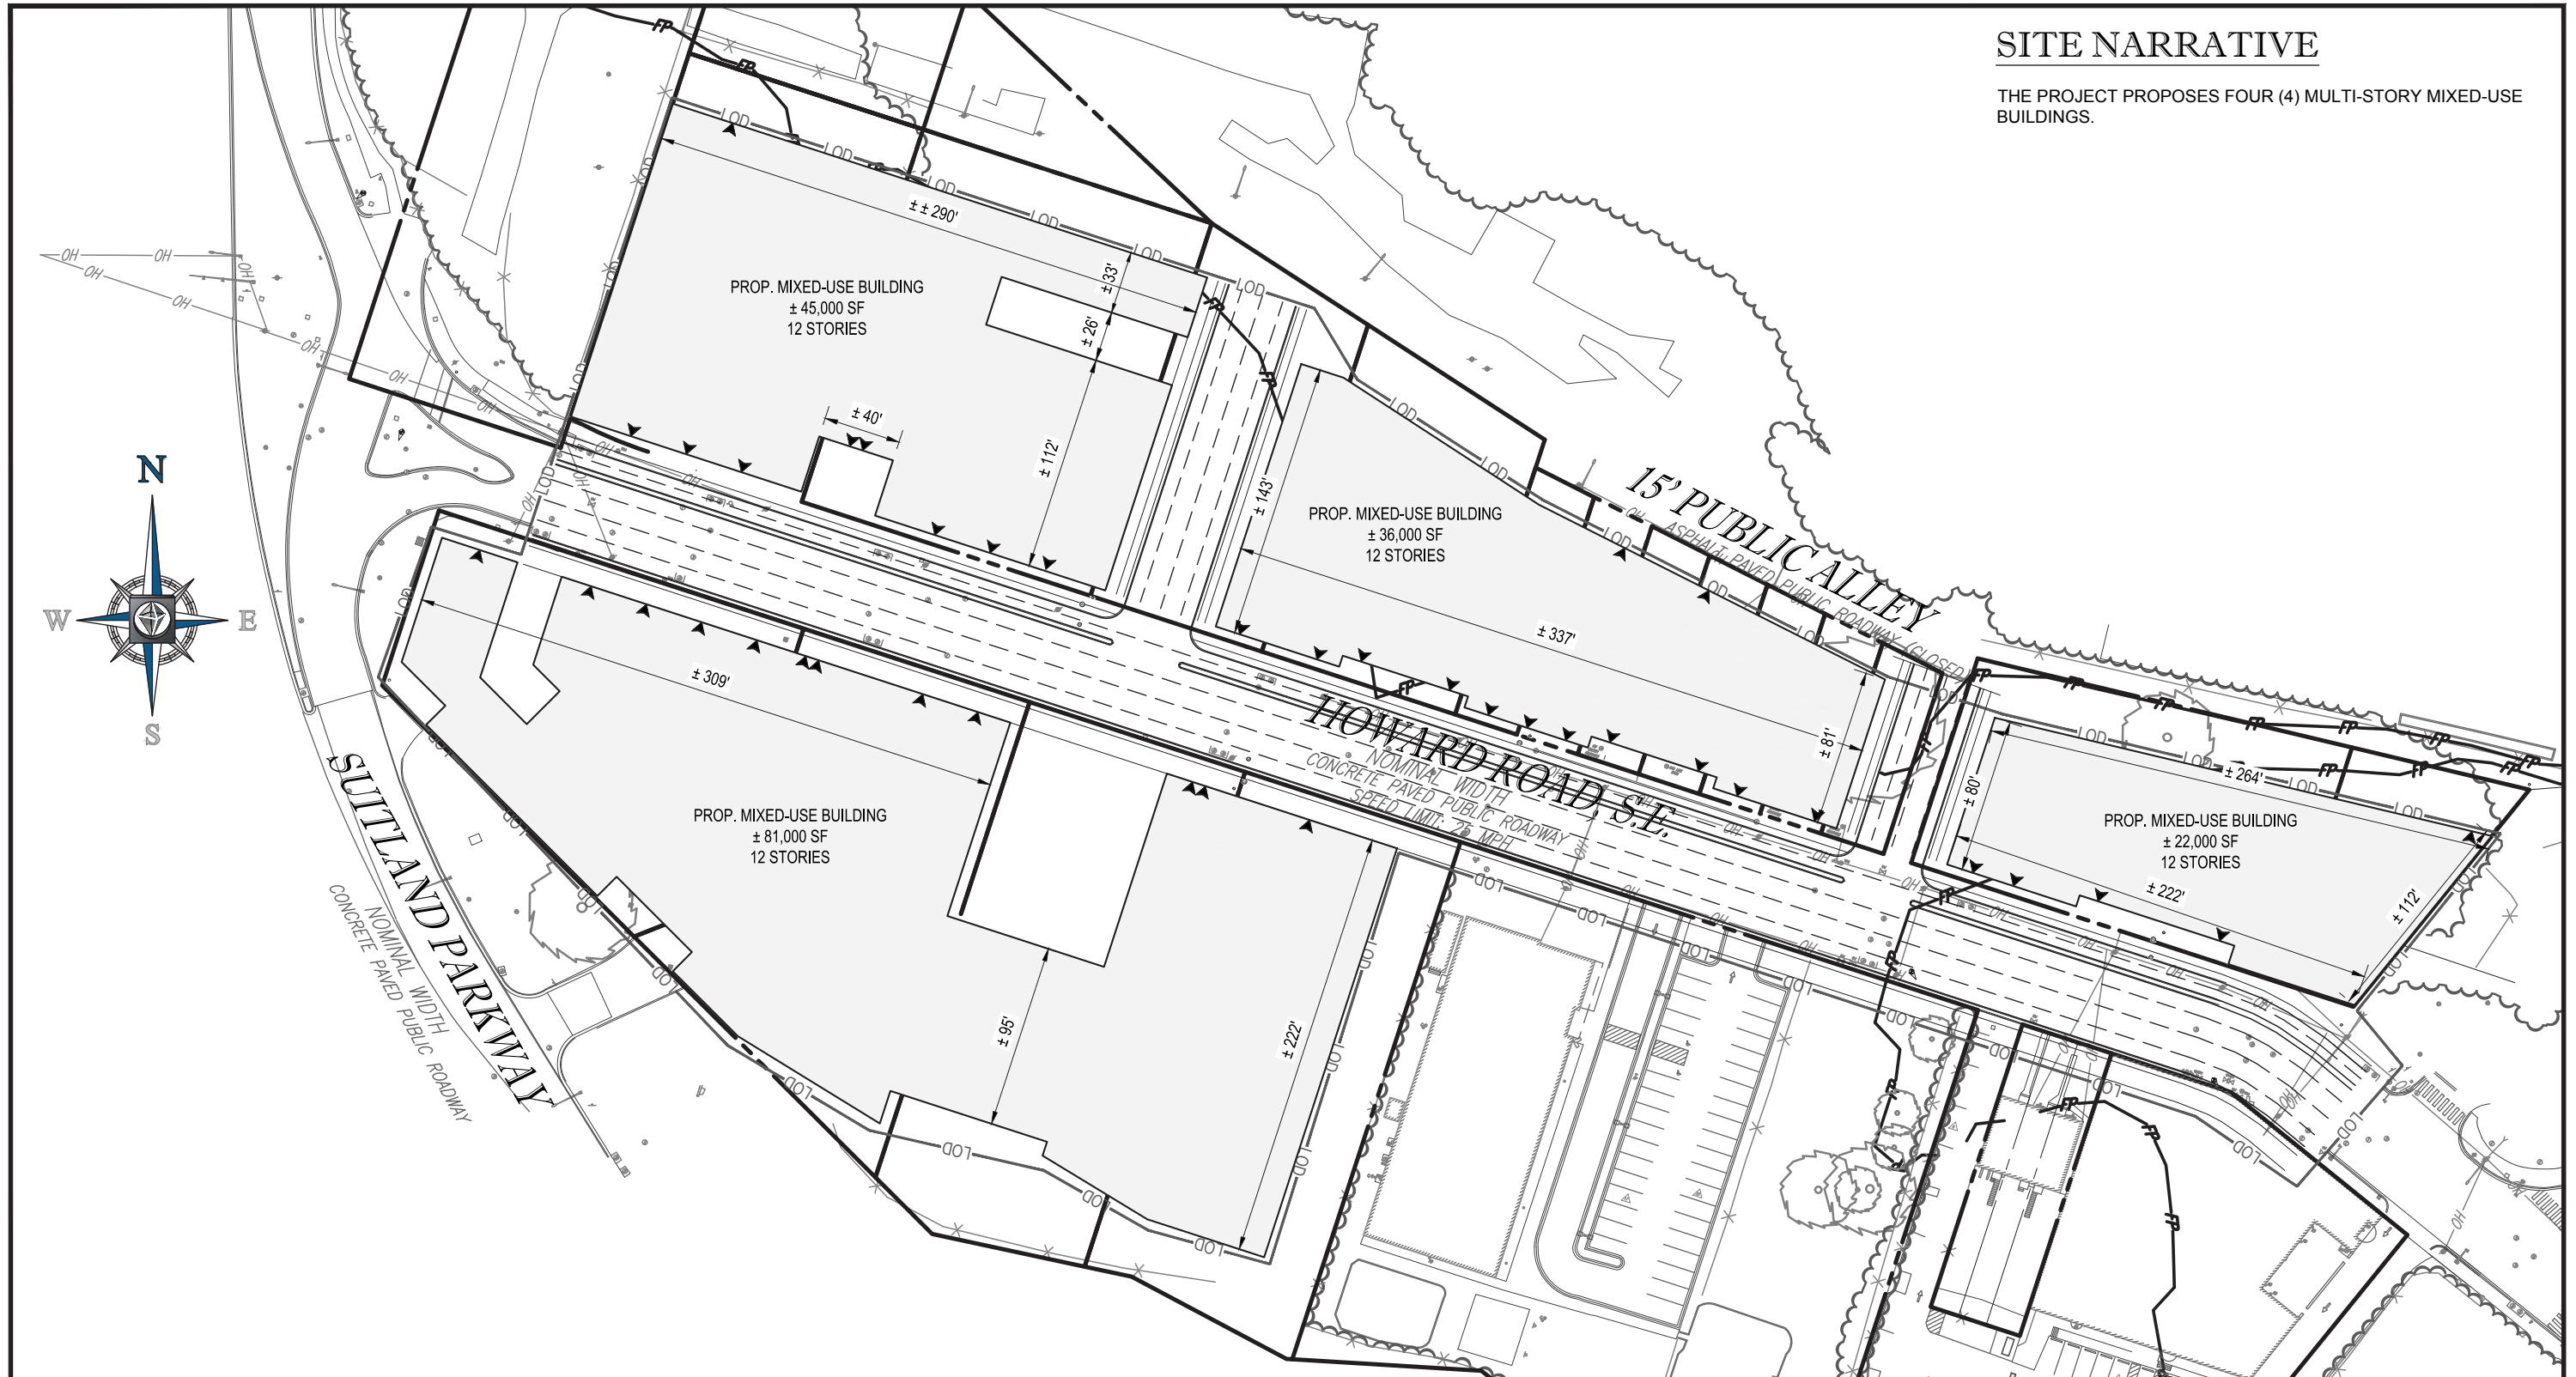 SITE NARRATIVE
THE PROJECT PROPOSES FOUR (4) MULTI-STORY MIXED-USE
BUILDINGS.
N
W
E
S
PROP. MIXED-USE BUILDING
± 45,000 SF
12 STORIES
± ± 290'
± 33'
± 26'
± 112'
± 40'
PROP. MIXED-USE BUILDING
± 36,000 SF
12 STORIES
± 143'
± 337'
± 81'
15' PUBLIC ALLEY
ASPHALT PAVED PUBLIC ROADWAY (CLOSED)
PROP. MIXED-USE BUILDING
± 22,000 SF
12 STORIES
± 80'
± 264'
± 222'
± 112'
HOWARD ROAD, S.E.
NOMINAL WIDTH
CONCRETE PAVED PUBLIC ROADWAY
SPEED LIMIT: 25 MPH
PROP. MIXED-USE BUILDING
± 81,000 SF
12 STORIES
± 309'
± 95'
± 222'
SUITLAND PARKWAY
NOMINAL WIDTH
CONCRETE PAVED PUBLIC ROADWAY
LOD
OH
FP